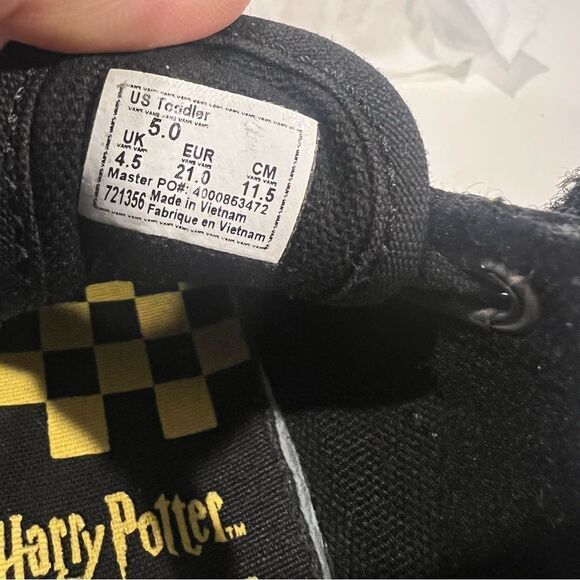 US Toddler
5.0
UK EUR CM
4.5 21.0 11.5
Master PO#: 4000853472
721356 Made in Vietnam
Fabrique en Vietnam
Harry Potter™